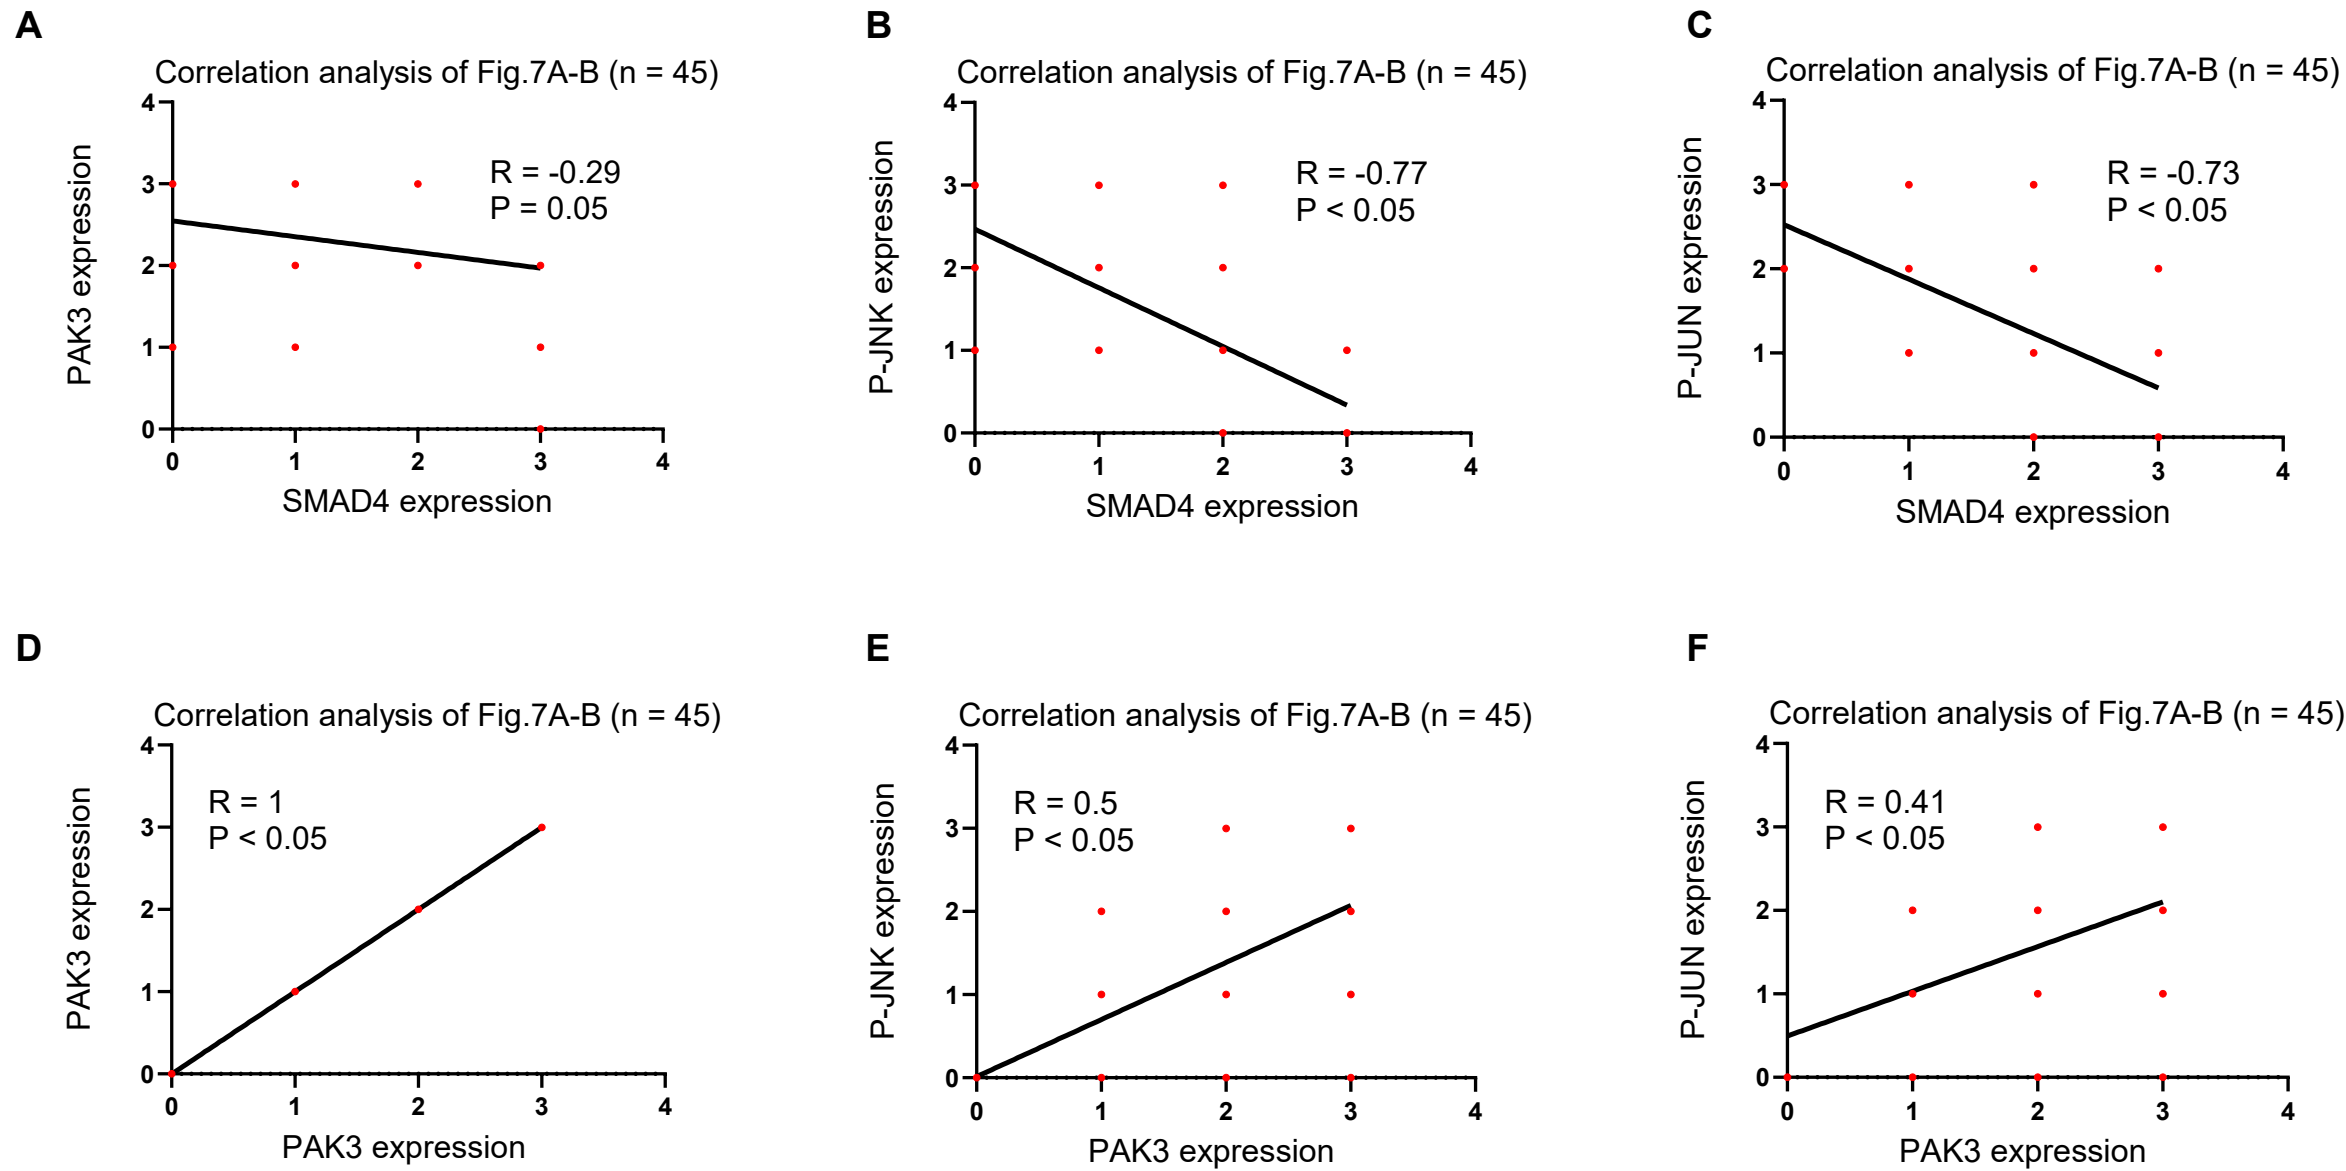 A
Correlation analysis of Fig.7A-B (n = 45)
R = -0.29
P = 0.05
PAK3 expression
4
3
2
1
0
0 1 2 3 4
SMAD4 expression
B
Correlation analysis of Fig.7A-B (n = 45)
R = -0.77
P < 0.05
P-JNK expression
4
3
2
1
0
0 1 2 3 4
SMAD4 expression
C
Correlation analysis of Fig.7A-B (n = 45)
R = -0.73
P < 0.05
P-JUN expression
4
3
2
1
0
0 1 2 3 4
SMAD4 expression
D
Correlation analysis of Fig.7A-B (n = 45)
R = 1
P < 0.05
PAK3 expression
4
3
2
1
0
0 1 2 3 4
PAK3 expression
E
Correlation analysis of Fig.7A-B (n = 45)
R = 0.5
P < 0.05
P-JNK expression
4
3
2
1
0
0 1 2 3 4
PAK3 expression
F
Correlation analysis of Fig.7A-B (n = 45)
R = 0.41
P < 0.05
P-JUN expression
4
3
2
1
0
0 1 2 3 4
PAK3 expression